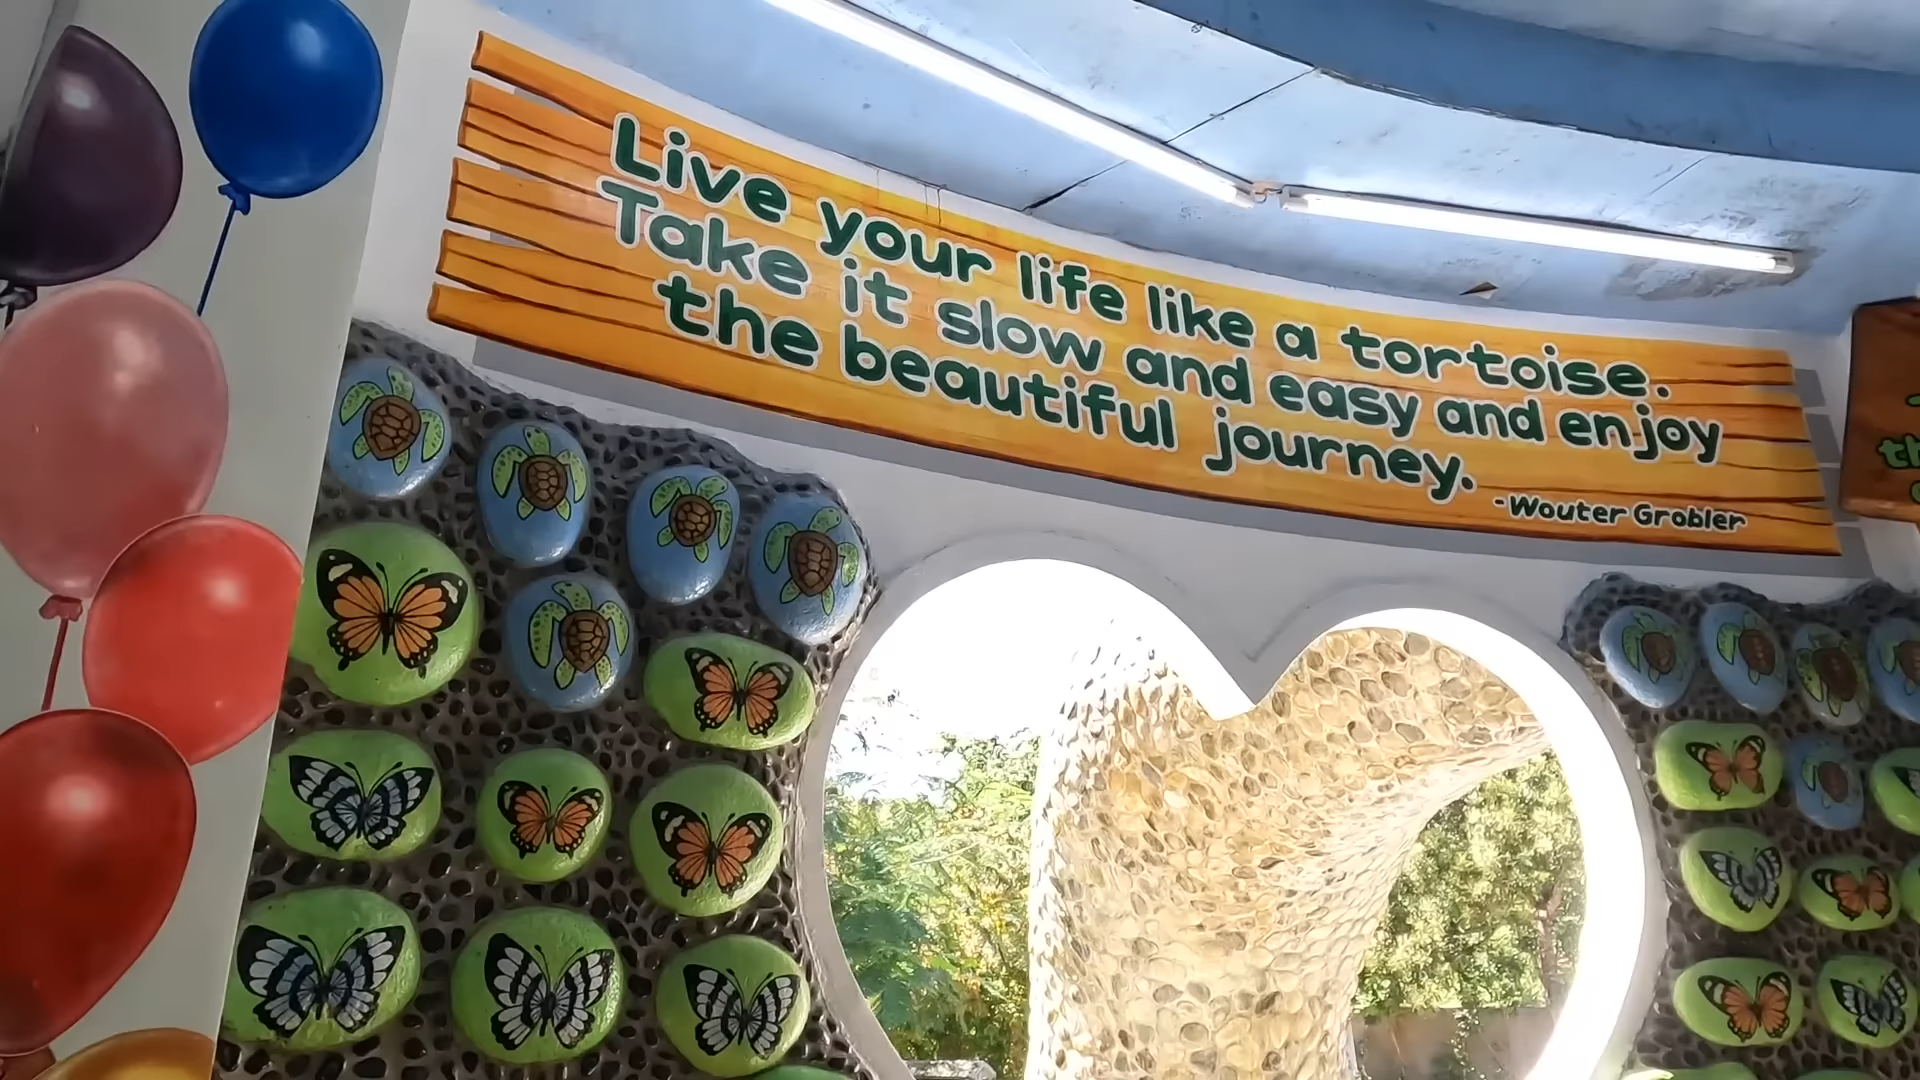 Live your life like a tortoise.
Take it slow and easy and enjoy
the beautiful journey.
-Wouter Grobler